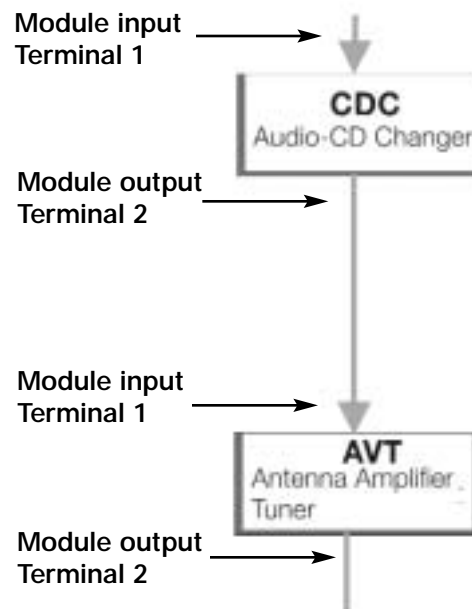 Module input
Terminal 1
CDC
Audio-CD Changer
Module output
Terminal 2
Module input
Terminal 1
AVT
Antenna Amplifier
Tuner
Module output
Terminal 2